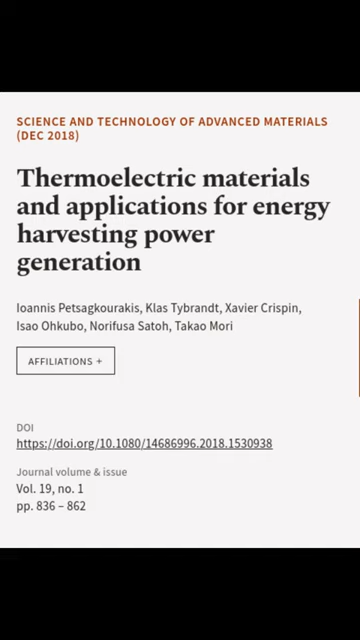 SCIENCE AND TECHNOLOGY OF ADVANCED MATERIALS
(DEC 2018)
Thermoelectric materials
and applications for energy
harvesting power
generation
Ioannis Petsagkourakis, Klas Tybrandt, Xavier Crispin,
Isao Ohkubo, Norifusa Satoh, Takao Mori
AFFILIATIONS +
DOI
https://doi.org/10.1080/14686996.2018.1530938
Journal volume & issue
Vol. 19, no. 1
pp. 836 – 862